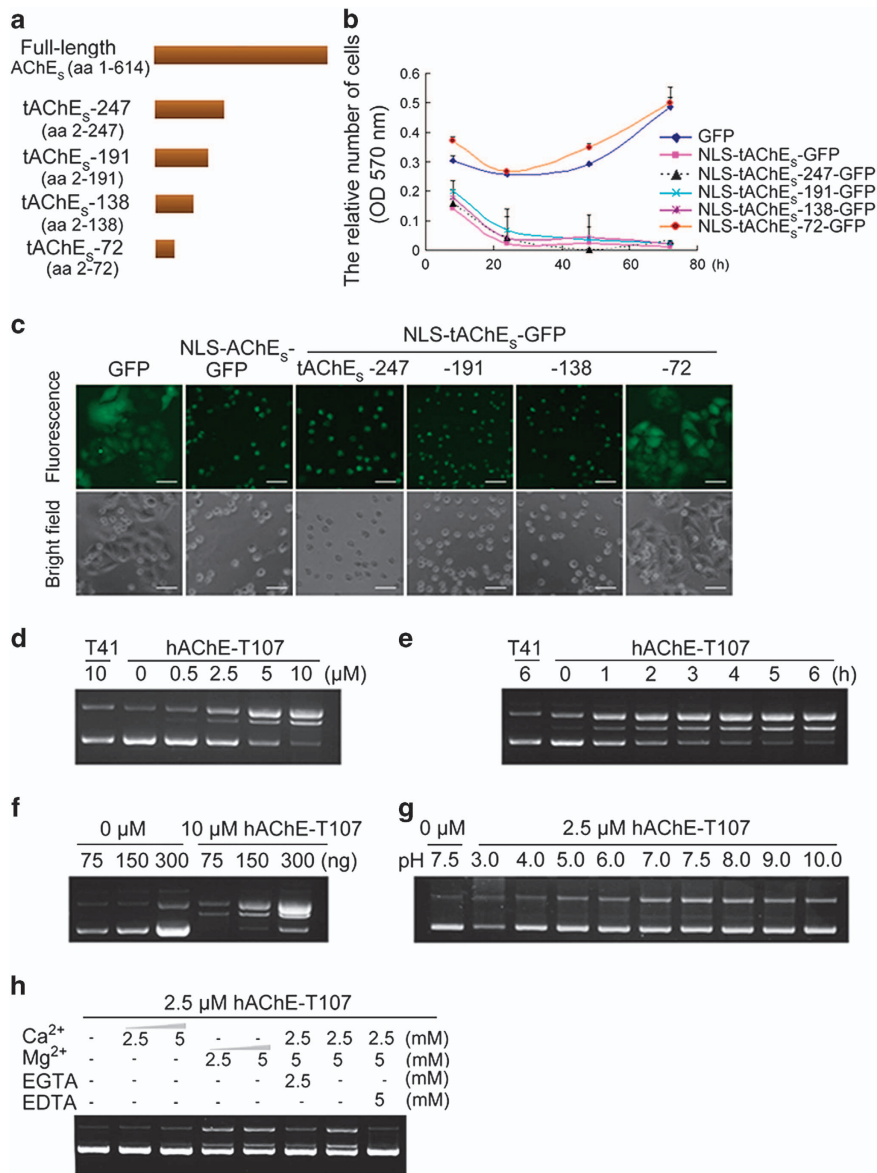 a
Full-length
AChEs (aa 1-614)
tAChEs-247
(aa 2-247)
tAChEs-191
(aa 2-191)
tAChEs-138
(aa 2-138)
tAChEs-72
(aa 2-72)
b
The relative number of cells
(OD 570 nm)
0.6
0.5
0.4
0.3
0.2
0.1
0
0 20 40 60 80 (h)
GFP
NLS-tAChEs-GFP
NLS-tAChEs-247-GFP
NLS-tAChEs-191-GFP
NLS-tAChEs-138-GFP
NLS-tAChEs-72-GFP
c
NLS-tAChEs-GFP
GFP NLS-AChEs-GFP tAChEs -247 -191 -138 -72
Fluorescence
Bright field
d
T41 hAChE-T107
10 0 0.5 2.5 5 10 (μM)
e
T41 hAChE-T107
6 0 1 2 3 4 5 6 (h)
f
0 μM 10 μM hAChE-T107
75 150 300 75 150 300 (ng)
g
0 μM 2.5 μM hAChE-T107
pH 7.5 3.0 4.0 5.0 6.0 7.0 7.5 8.0 9.0 10.0
h
2.5 μM hAChE-T107
Ca2+ - 2.5 5 - - 2.5 2.5 2.5 (mM)
Mg2+ - - - 2.5 5 5 5 5 (mM)
EGTA - - - - - 2.5 - - (mM)
EDTA - - - - - - - 5 (mM)